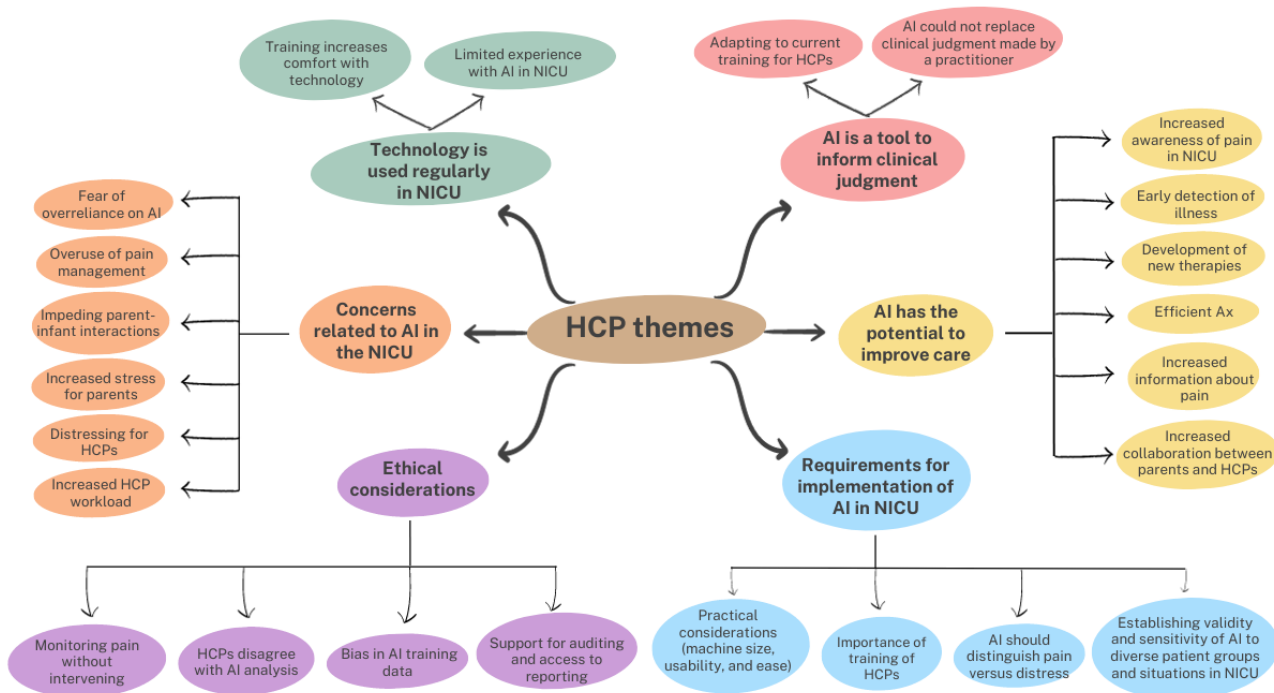 HCP themes
Technology is
used regularly
in NICU
Training increases
comfort with
technology
Limited experience
with AI in NICU
AI is a tool to
inform clinical
judgment
Adapting to current
training for HCPs
AI could not replace
clinical judgment made by
a practitioner
AI has the
potential to
improve care
Increased
awareness of pain
in NICU
Early detection of
illness
Development of
new therapies
Efficient Ax
Increased
information about
pain
Increased
collaboration between
parents and HCPs
Requirements for
implementation of
AI in NICU
Practical
considerations
(machine size,
usability, and ease)
Importance of
training of
HCPs
AI should
distinguish pain
versus distress
Establishing validity
and sensitivity of AI to
diverse patient groups
and situations in NICU
Ethical
considerations
Monitoring pain
without
intervening
HCPs disagree
with AI analysis
Bias in AI training
data
Support for auditing
and access to
reporting
Concerns
related to AI in
the NICU
Fear of
overreliance on AI
Overuse of pain
management
Impeding parent-
infant interactions
Increased stress
for parents
Distressing for
HCPs
Increased HCP
workload